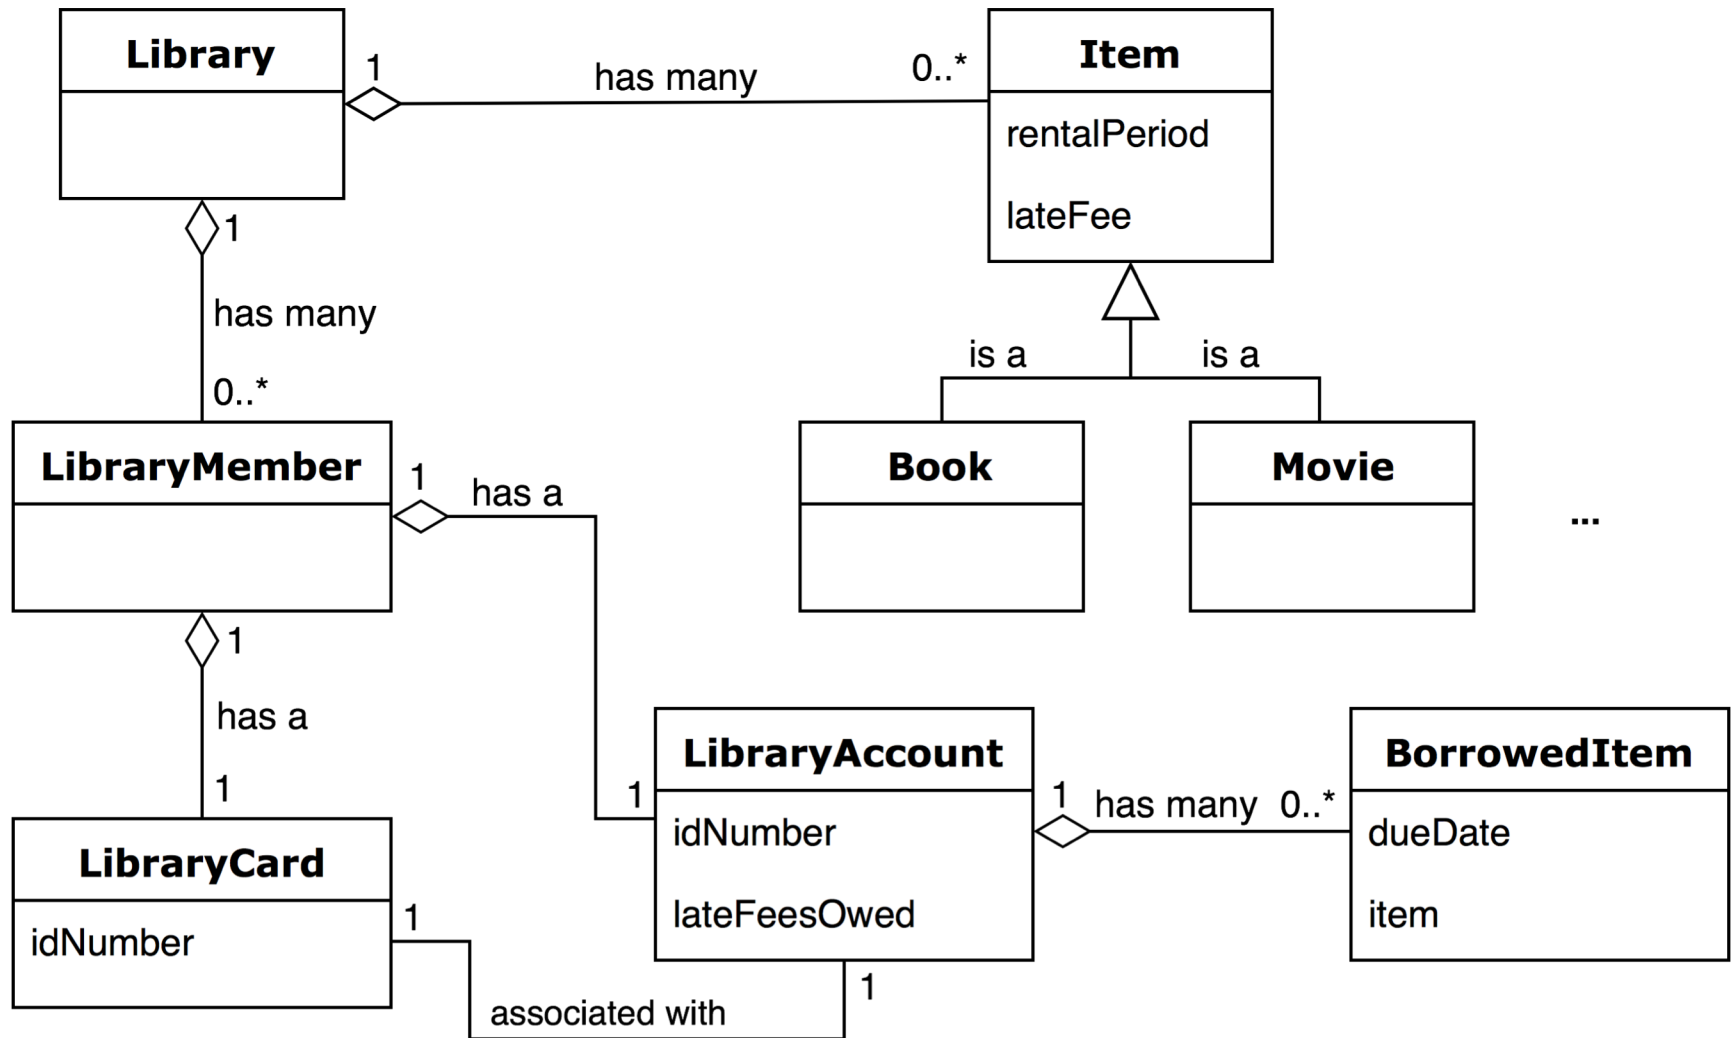 Library
1
has many
0..*
Item
rentalPeriod
lateFee
1
has many
0..*
is a
is a
LibraryMember
1
has a
Book
Movie
...
1
has a
1
1
LibraryAccount
idNumber
lateFeesOwed
1
has many
0..*
BorrowedItem
dueDate
item
LibraryCard
idNumber
1
associated with
1